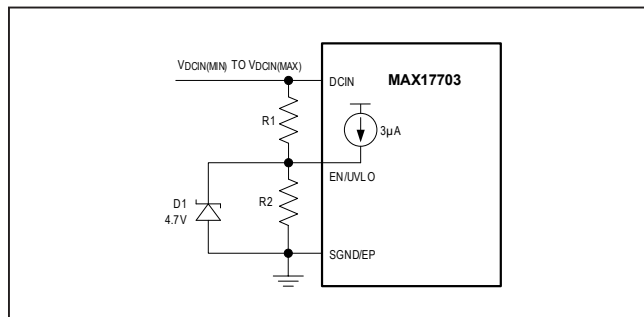 VDCIN(MIN) TO VDCIN(MAX)
DCIN
MAX17703
R1
3µA
EN/UVLO
D1
4.7V
R2
SGND/EP